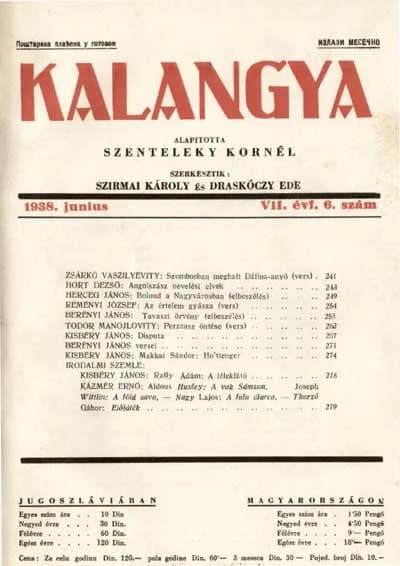 Поштарина плаћена у готовом
ИЗЛАЗИ МЕСЕЧНО
KALANGYA
ALAPITOTTA
SZENTELEKY KORNÉL
SZERKESZTIK:
SZIRMAI KÁROLY és DRASKÓCZY EDE
1938. junius VII. évf. 6. szám
ZSÁRKÓ VASZILYEVITY: Szomborban meghalt Dáfina-anyó (vers) . 241
HORT DEZSŐ: Angolszász nevelési elvek .. .. .. .. .. 243
HERCEG JÁNOS: Bolond a Nagyvárosban (elbeszélés) .. .. .. 249
REMÉNYI JÓZSEF: Az értelem gyásza (vers) .. .. .. .. 254
BERÉNYI JÁNOS: Tavaszi örvény (elbeszélés) .. .. .. .. 255
TODOR MANOJLOVITY: Perzeusz öntése (vers) .. .. .. .. 262
KISBÉRY JÁNOS: Disputa .. .. .. .. .. .. .. .. 267
BERÉNYI JÁNOS versei .. .. .. .. .. .. .. .. 271
KISBÉRY JÁNOS: Makkai Sándor: Holttenger .. .. .. .. 274
IRODALMI SZEMLE:
KISBÉRY JÁNOS: Raffy Ádám: A léleklátó .. .. .. .. 278
KÁZMÉR ERNŐ: Aldous Huxley: A vak Sámson, Joseph
Wittlin: A föld sava, — Nagy Lajos: A falu álarca, — Thurzó
Gábor: Előjáték .. .. .. .. .. .. .. .. 279
JUGOSZLÁVIÁBAN
Egyes szám ára . . 10 Din
Negyed évre . . . 30 Din.
Félévre . . . . 60 Din
Egész évre . . . . 120 Din.
MAGYARORSZÁGON
Egyes szám ára . 1·50 Pengő
Negyed évre . . 4·50 Pengő
Félévre . . . . 9— Pengő
Egész évre . . . 18— Pengő
Cena: Za celu godinu Din. 120.— pola godine Din. 60·— 3 meseca Din. 30.— Pojed. broj Din. 10.—